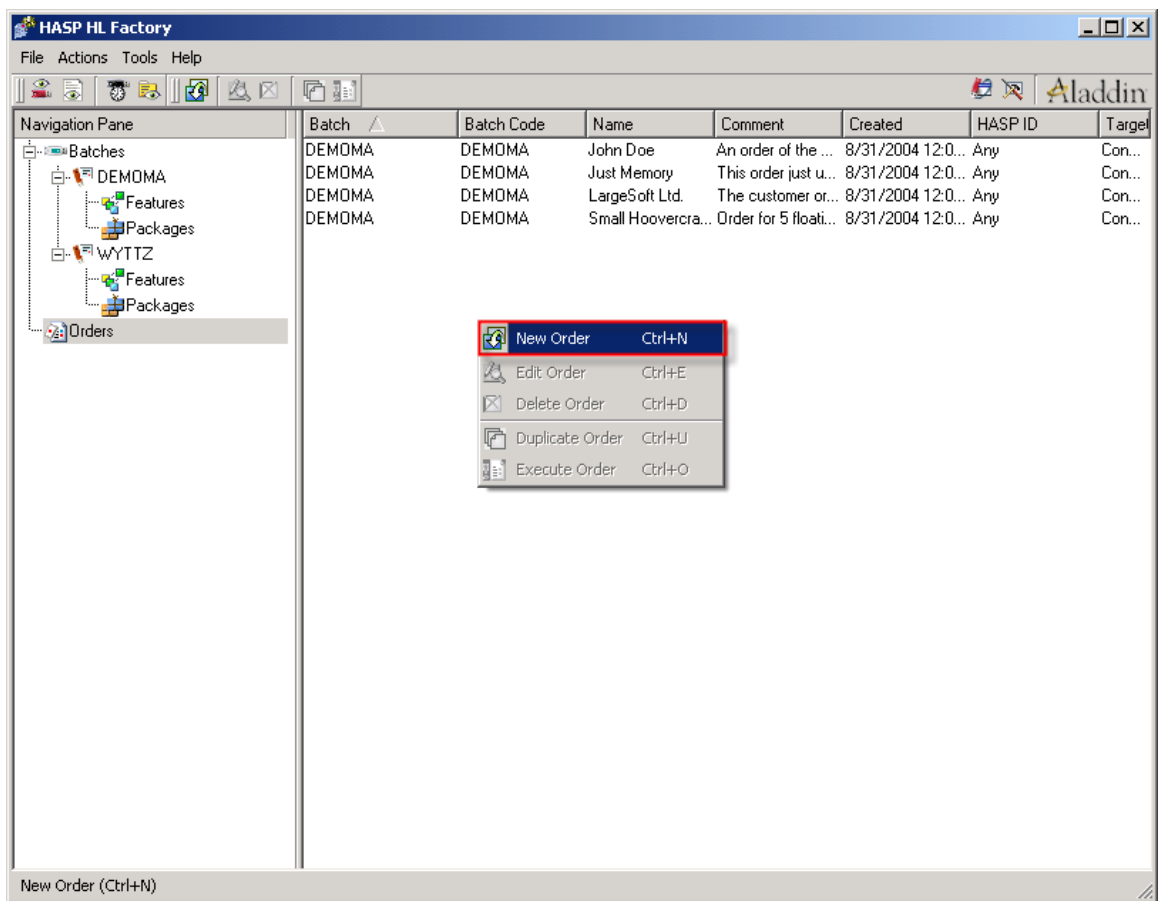 HASP HL Factory
File Actions Tools Help
Aladdin
Navigation Pane
Batches
DEMOMA
Features
Packages
WYTTZ
Features
Packages
Orders
Batch Batch Code Name Comment Created HASP ID Target
DEMOMA DEMOMA John Doe An order of the ... 8/31/2004 12:0... Any Con...
DEMOMA DEMOMA Just Memory This order just u... 8/31/2004 12:0... Any Con...
DEMOMA DEMOMA LargeSoft Ltd. The customer or... 8/31/2004 12:0... Any Con...
DEMOMA DEMOMA Small Hoovercra... Order for 5 floati... 8/31/2004 12:0... Any Con...
New Order Ctrl+N
Edit Order Ctrl+E
Delete Order Ctrl+D
Duplicate Order Ctrl+U
Execute Order Ctrl+O
New Order (Ctrl+N)